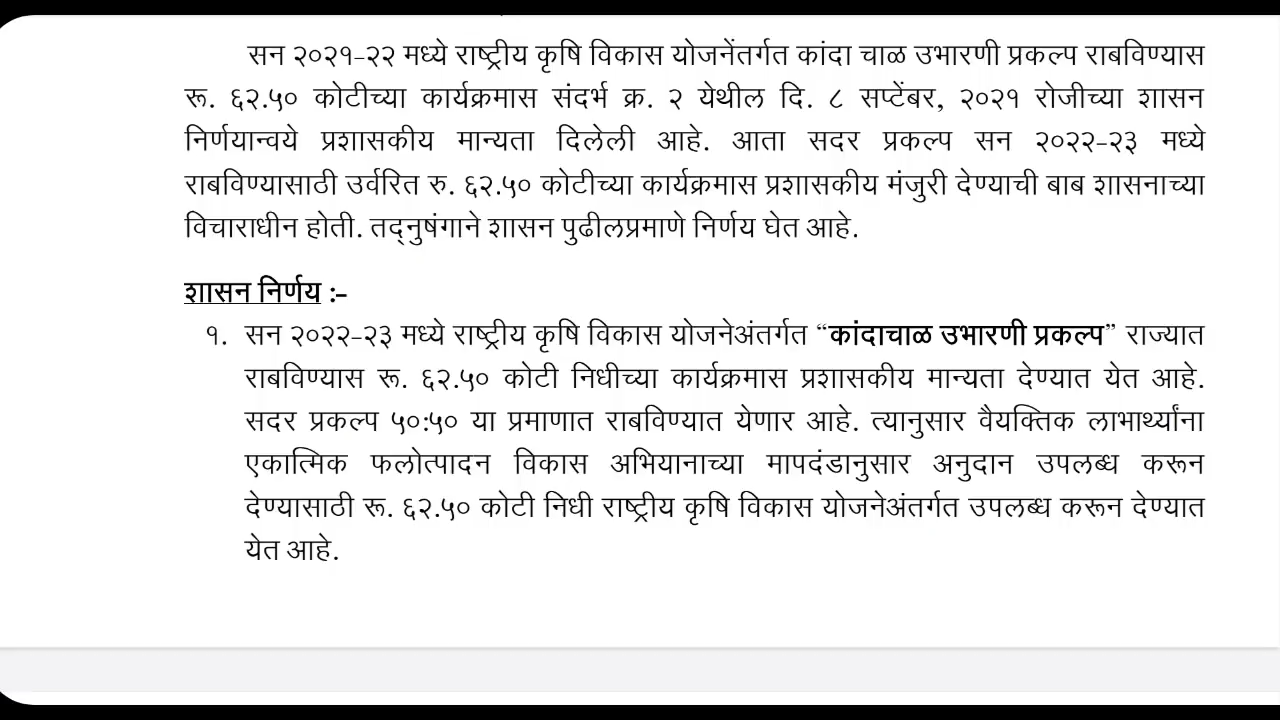 सन २०२१-२२ मध्ये राष्ट्रीय कृषि विकास योजनेंतर्गत कांदा चाळ उभारणी प्रकल्प राबविण्यास
रू. ६२.५० कोटीच्या कार्यक्रमास संदर्भ क्र. २ येथील दि. ८ सप्टेंबर, २०२१ रोजीच्या शासन
निर्णयान्वये प्रशासकीय मान्यता दिलेली आहे. आता सदर प्रकल्प सन २०२२-२३ मध्ये
राबविण्यासाठी उर्वरित रु. ६२.५० कोटीच्या कार्यक्रमास प्रशासकीय मंजुरी देण्याची बाब शासनाच्या
विचाराधीन होती. तद्‌नुषंगाने शासन पुढीलप्रमाणे निर्णय घेत आहे.
शासन निर्णय :-
१. सन २०२२-२३ मध्ये राष्ट्रीय कृषि विकास योजनेअंतर्गत “कांदाचाळ उभारणी प्रकल्प” राज्यात
राबविण्यास रू. ६२.५० कोटी निधीच्या कार्यक्रमास प्रशासकीय मान्यता देण्यात येत आहे.
सदर प्रकल्प ५०:५० या प्रमाणात राबविण्यात येणार आहे. त्यानुसार वैयक्तिक लाभार्थ्यांना
एकात्मिक फलोत्पादन विकास अभियानाच्या मापदंडानुसार अनुदान उपलब्ध करून
देण्यासाठी रू. ६२.५० कोटी निधी राष्ट्रीय कृषि विकास योजनेअंतर्गत उपलब्ध करून देण्यात
येत आहे.